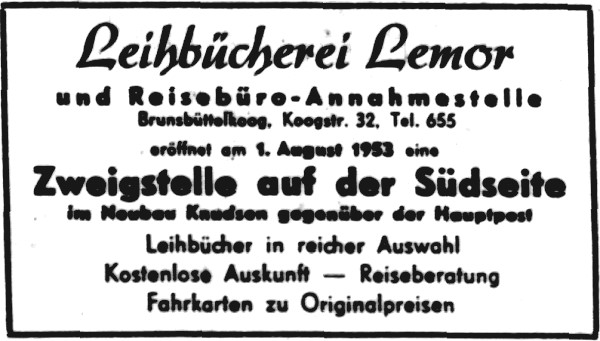 Leihbücherei Lemor
und Reisebüro-Annahmestelle
Brunsbüttelkoog, Koogstr. 32, Tel. 655
eröffnet am 1. August 1953 eine
Zweigstelle auf der Südseite
im Neubau Knudsen gegenüber der Hauptpost
Leihbücher in reicher Auswahl
Kostenlose Auskunft — Reiseberatung
Fahrkarten zu Originalpreisen